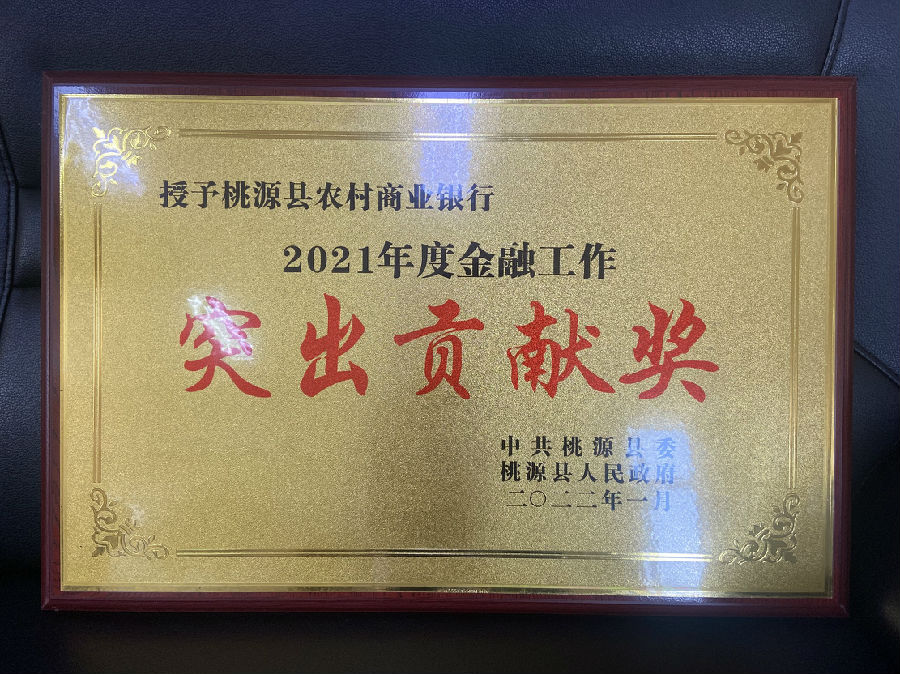 授予桃源县农村商业银行
2021年度金融工作
突出贡献奖
中共桃源县委
桃源县人民政府
二〇二二年一月